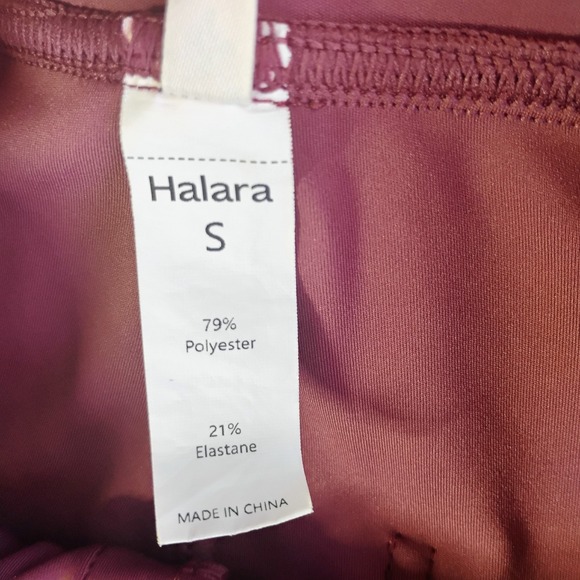 Halara
S
79%
Polyester
21%
Elastane
MADE IN CHINA